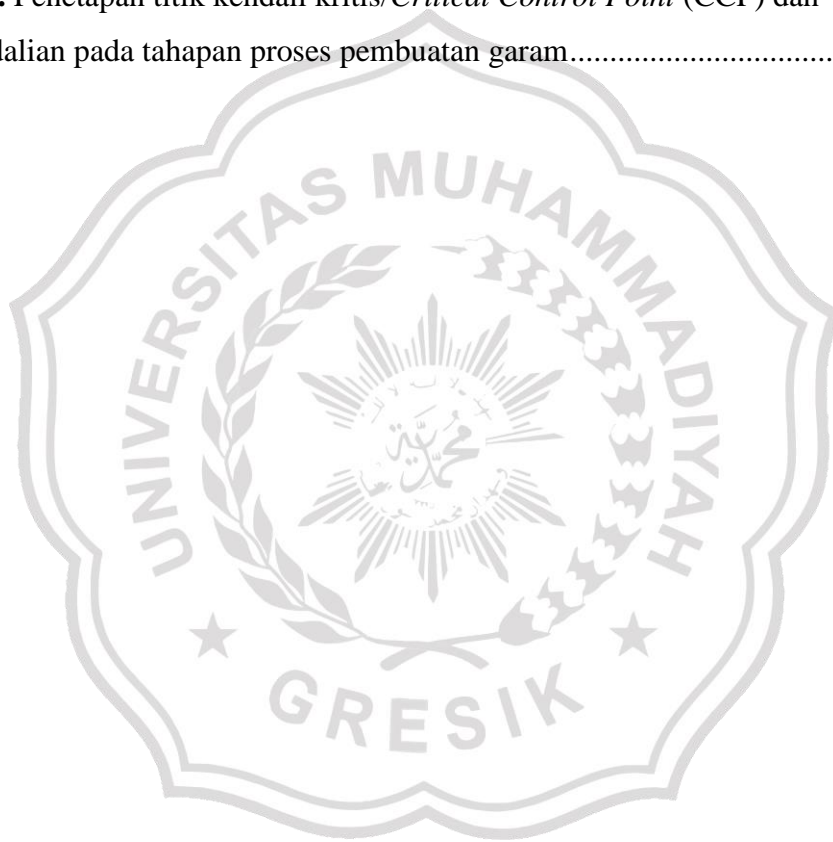 . Penetapan titik kendali kritis/Critical Control Point (CCP) dan
dalian pada tahapan proses pembuatan garam................................
UNIVERSITAS MUHAMMADIYAH
GRESIK